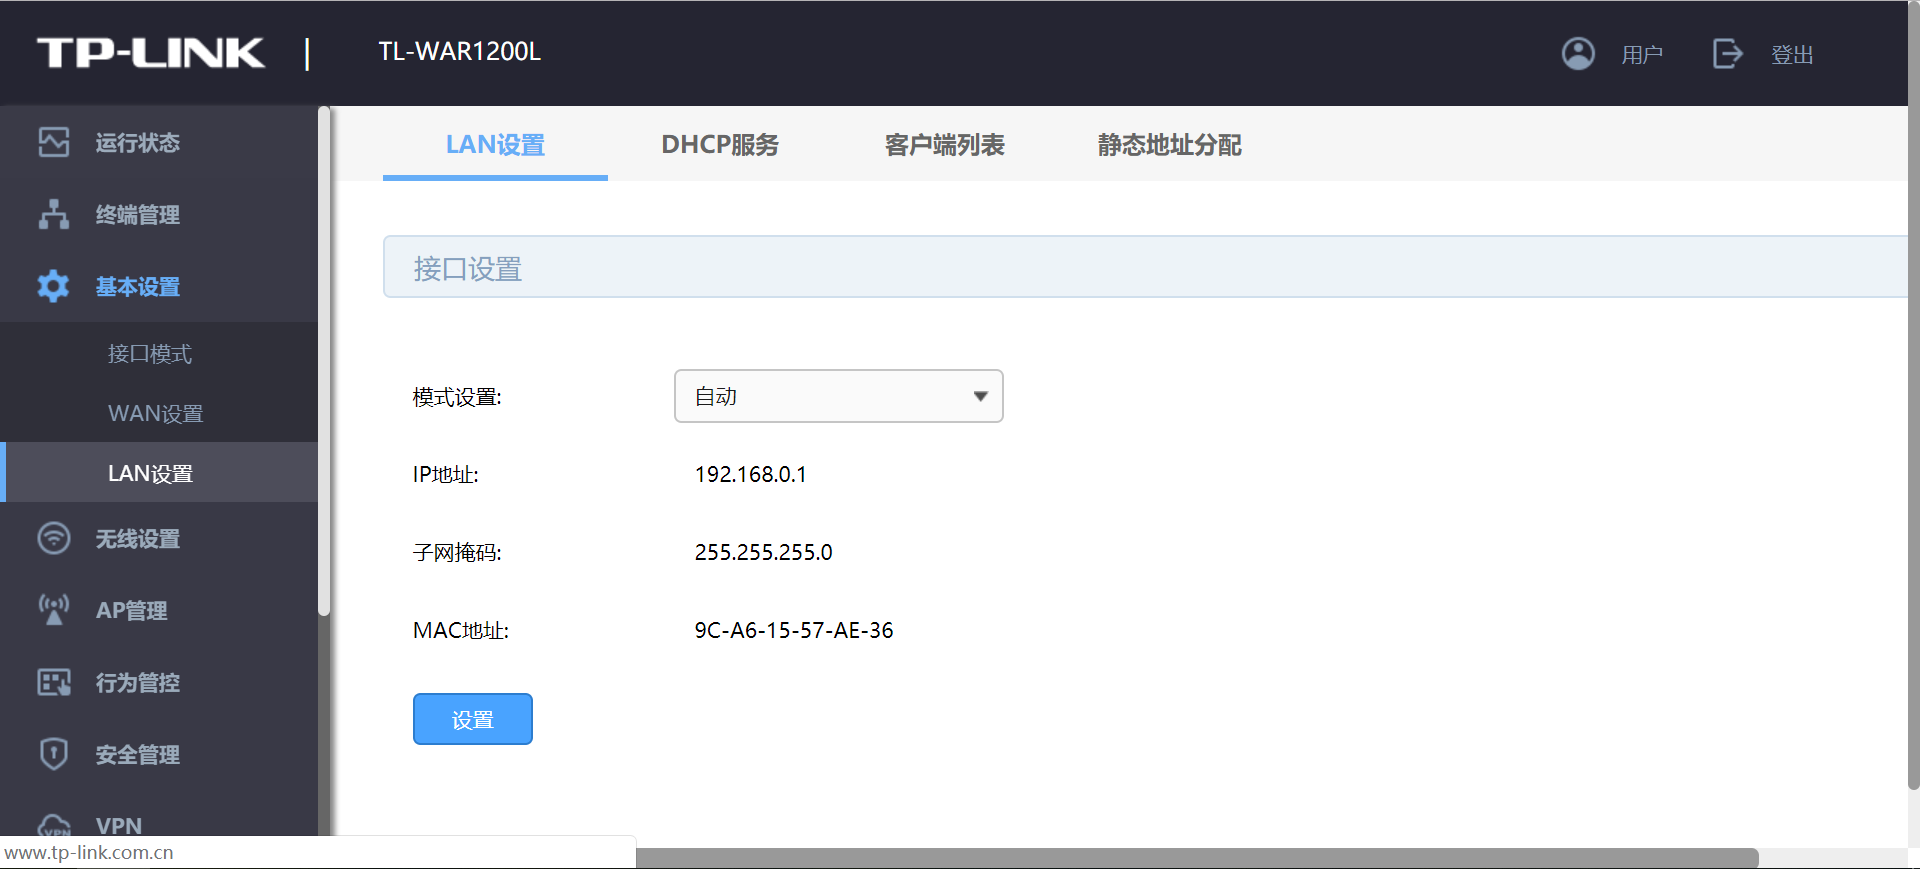 TP-LINK | TL-WAR1200L 用户 登出
运行状态
终端管理
基本设置
接口模式
WAN设置
LAN设置
无线设置
AP管理
行为管控
安全管理
VPN
LAN设置 DHCP服务 客户端列表 静态地址分配
接口设置
模式设置: 自动
IP地址: 192.168.0.1
子网掩码: 255.255.255.0
MAC地址: 9C-A6-15-57-AE-36
设置
www.tp-link.com.cn